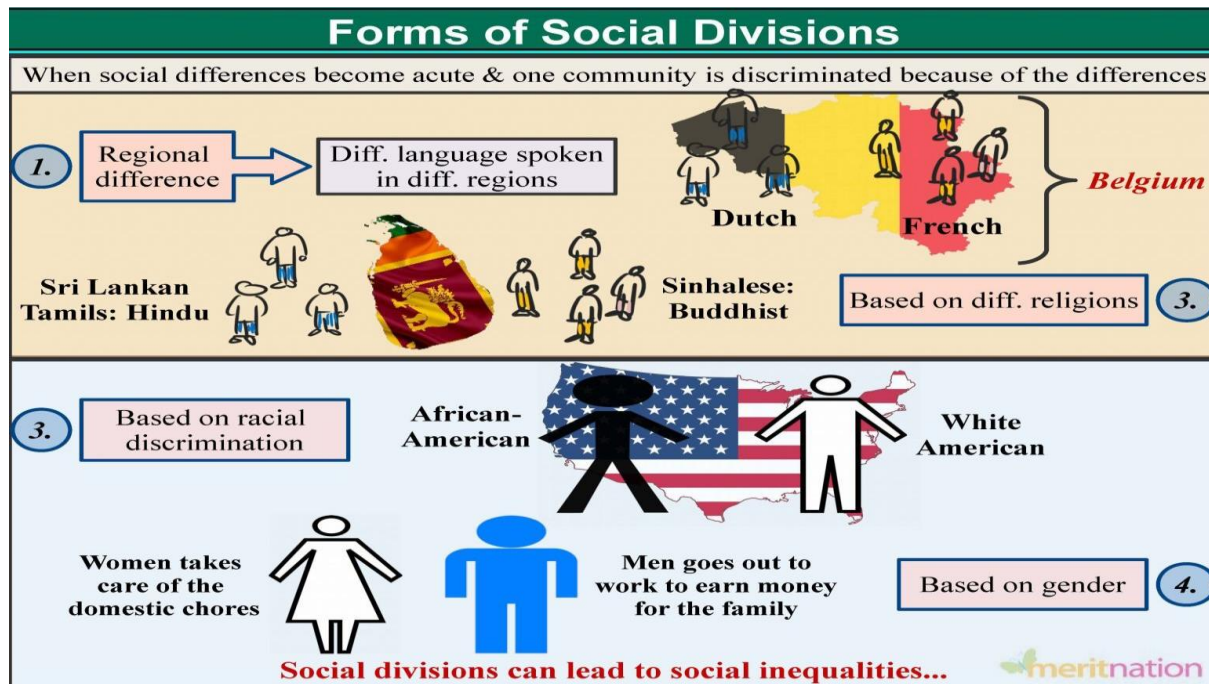 Forms of Social Divisions
When social differences become acute & one community is discriminated because of the differences
1.
Regional
difference
Diff. language spoken
in diff. regions
Dutch
French
Belgium
Sri Lankan
Tamils: Hindu
Sinhalese:
Buddhist
Based on diff. religions
3.
3.
Based on racial
discrimination
African-
American
White
American
Women takes
care of the
domestic chores
Men goes out to
work to earn money
for the family
Based on gender
4.
Social divisions can lead to social inequalities...
meritnation